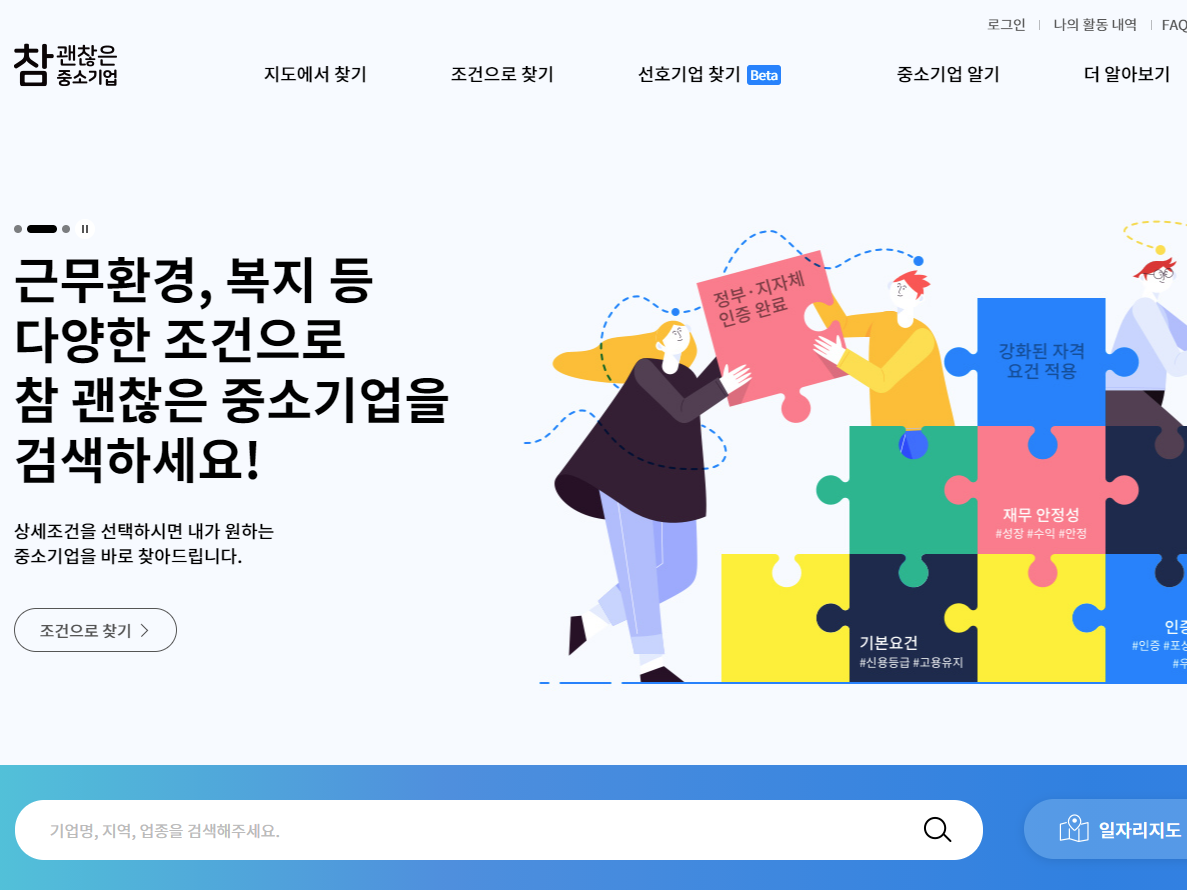 로그인
나의 활동 내역
FAQ
참 괜찮은
중소기업
지도에서 찾기
조건으로 찾기
선호기업 찾기 Beta
중소기업 알기
더 알아보기
근무환경, 복지 등
다양한 조건으로
참 괜찮은 중소기업을
검색하세요!
상세조건을 선택하시면 내가 원하는
중소기업을 바로 찾아드립니다.
조건으로 찾기
정부·지자체
인증 완료
강화된 자격
요건 적용
재무 안정성
#성장 #수익 #안정
기본요건
#신용등급 #고용유지
인증
#인증 #포상
#우
기업명, 지역, 업종을 검색해주세요.
일자리지도